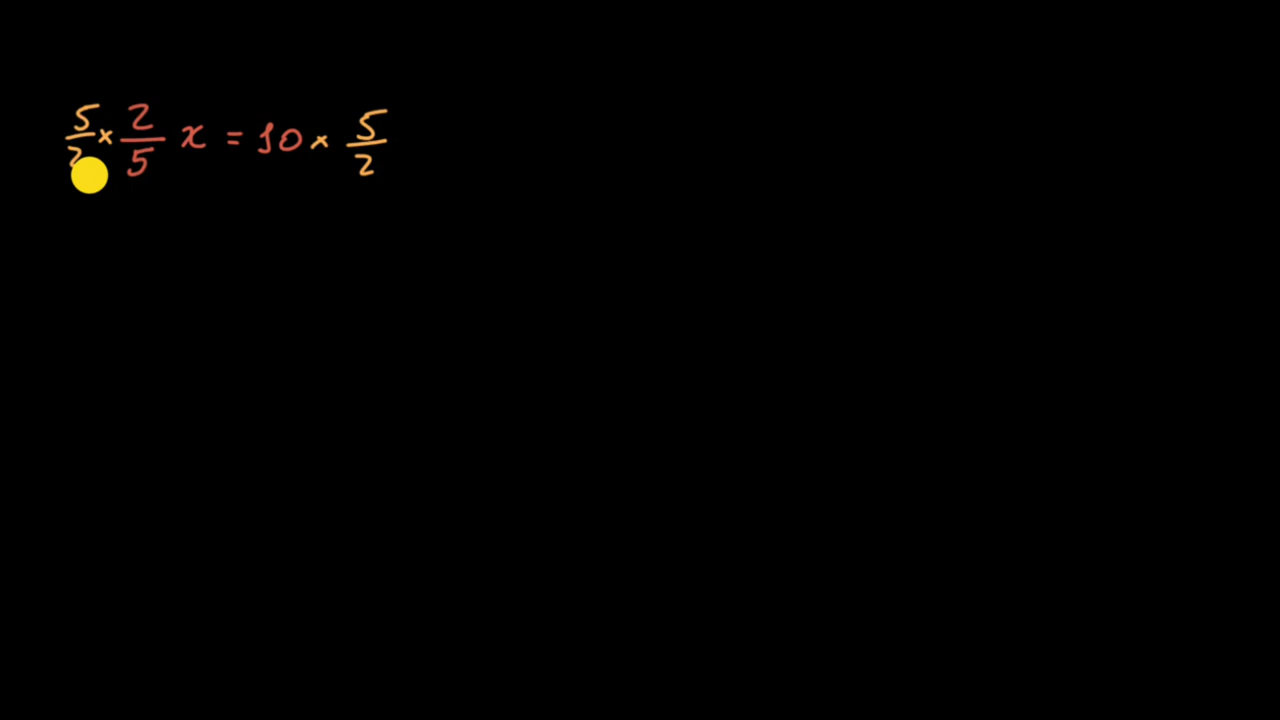 5/2 × 2/5 x = 10 × 5/2